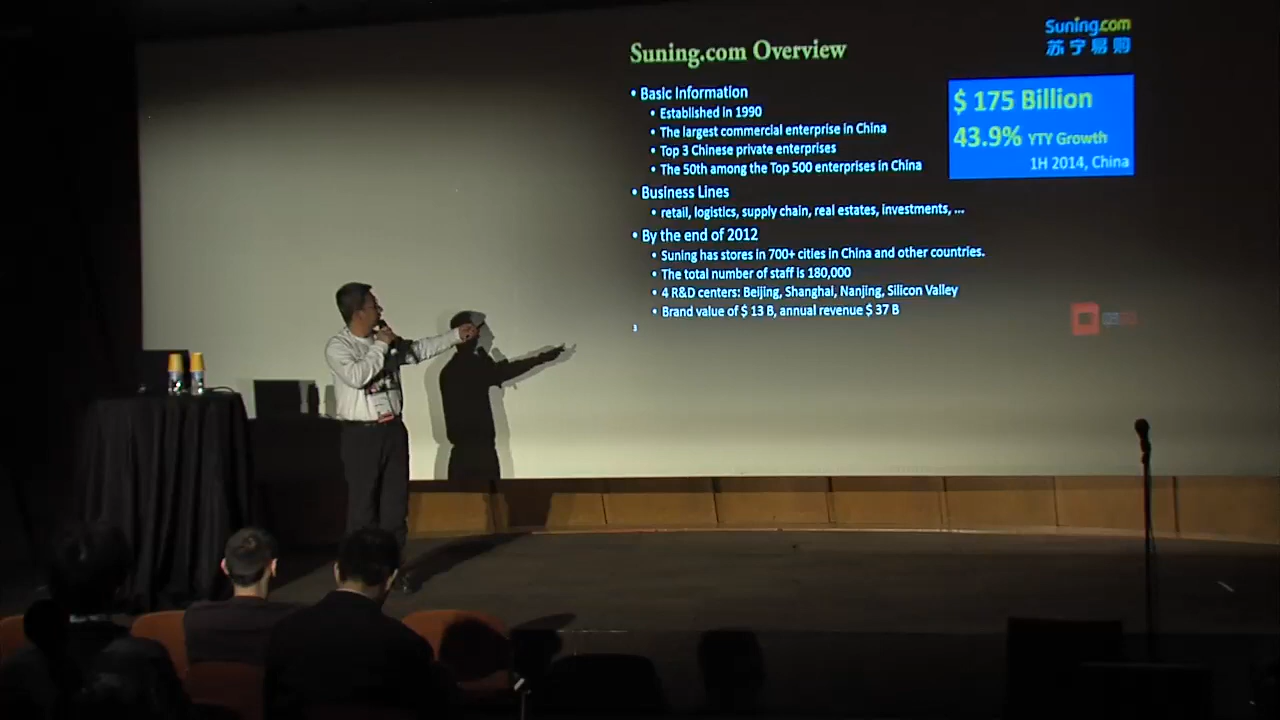 Suning.com Overview
Suning.com
苏宁易购
• Basic Information
• Established in 1990
• The largest commercial enterprise in China
• Top 3 Chinese private enterprises
• The 50th among the Top 500 enterprises in China
$ 175 Billion
43.9% YTY Growth
1H 2014, China
• Business Lines
• retail, logistics, supply chain, real estates, investments, ...
• By the end of 2012
• Suning has stores in 700+ cities in China and other countries.
• The total number of staff is 180,000
• 4 R&D centers: Beijing, Shanghai, Nanjing, Silicon Valley
• Brand value of $ 13 B, annual revenue $ 37 B
3